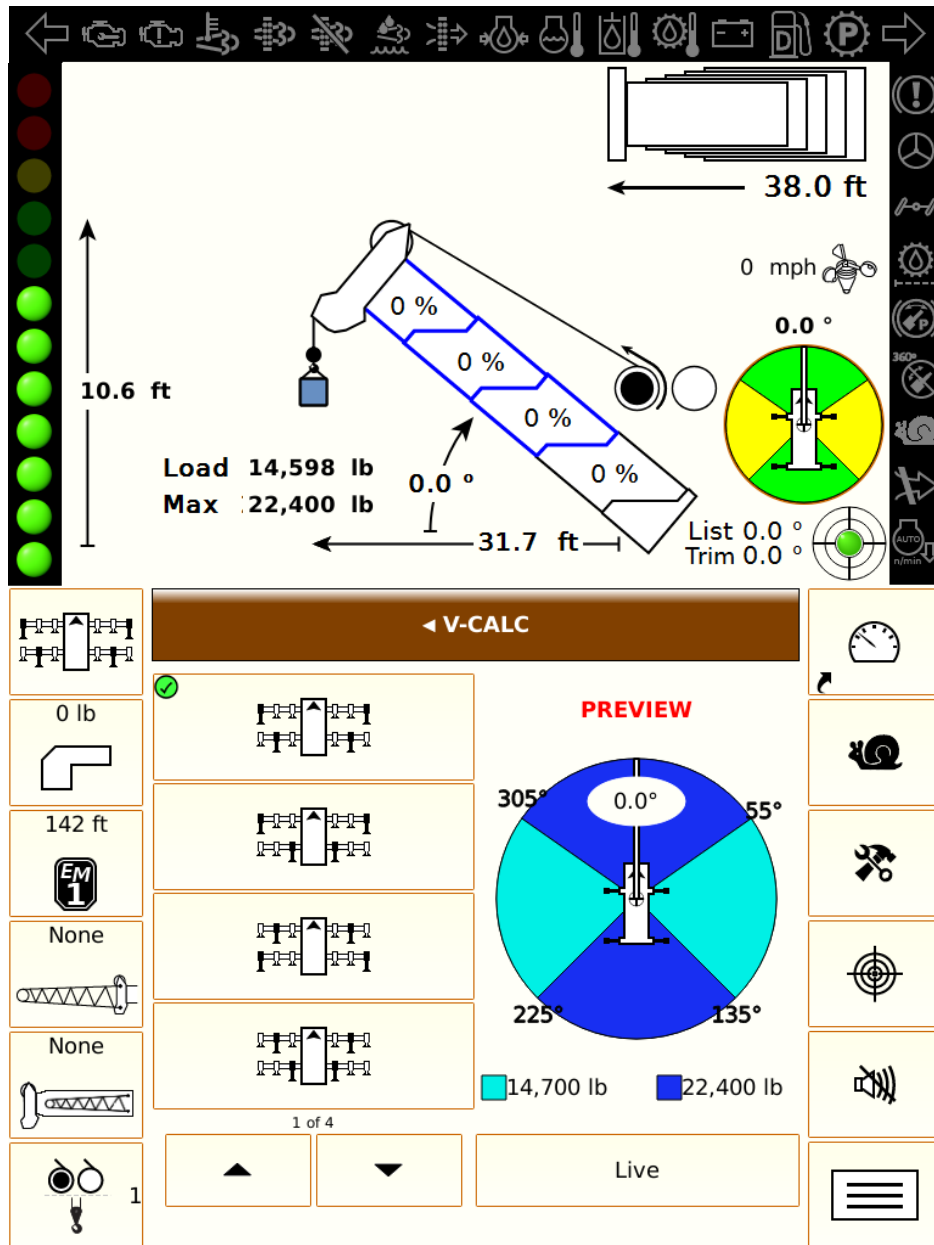 D
P
38.0 ft
0 mph
0.0 °
P
360°
0 %
0 %
0 %
0 %
10.6 ft
Load 14,598 lb
Max 22,400 lb
0.0 °
31.7 ft
List 0.0 °
Trim 0.0 °
AUTO
n/min
◄ V-CALC
0 lb
142 ft
EM
1
None
None
1
PREVIEW
305°
0.0°
55°
225°
135°
14,700 lb
22,400 lb
1 of 4
Live